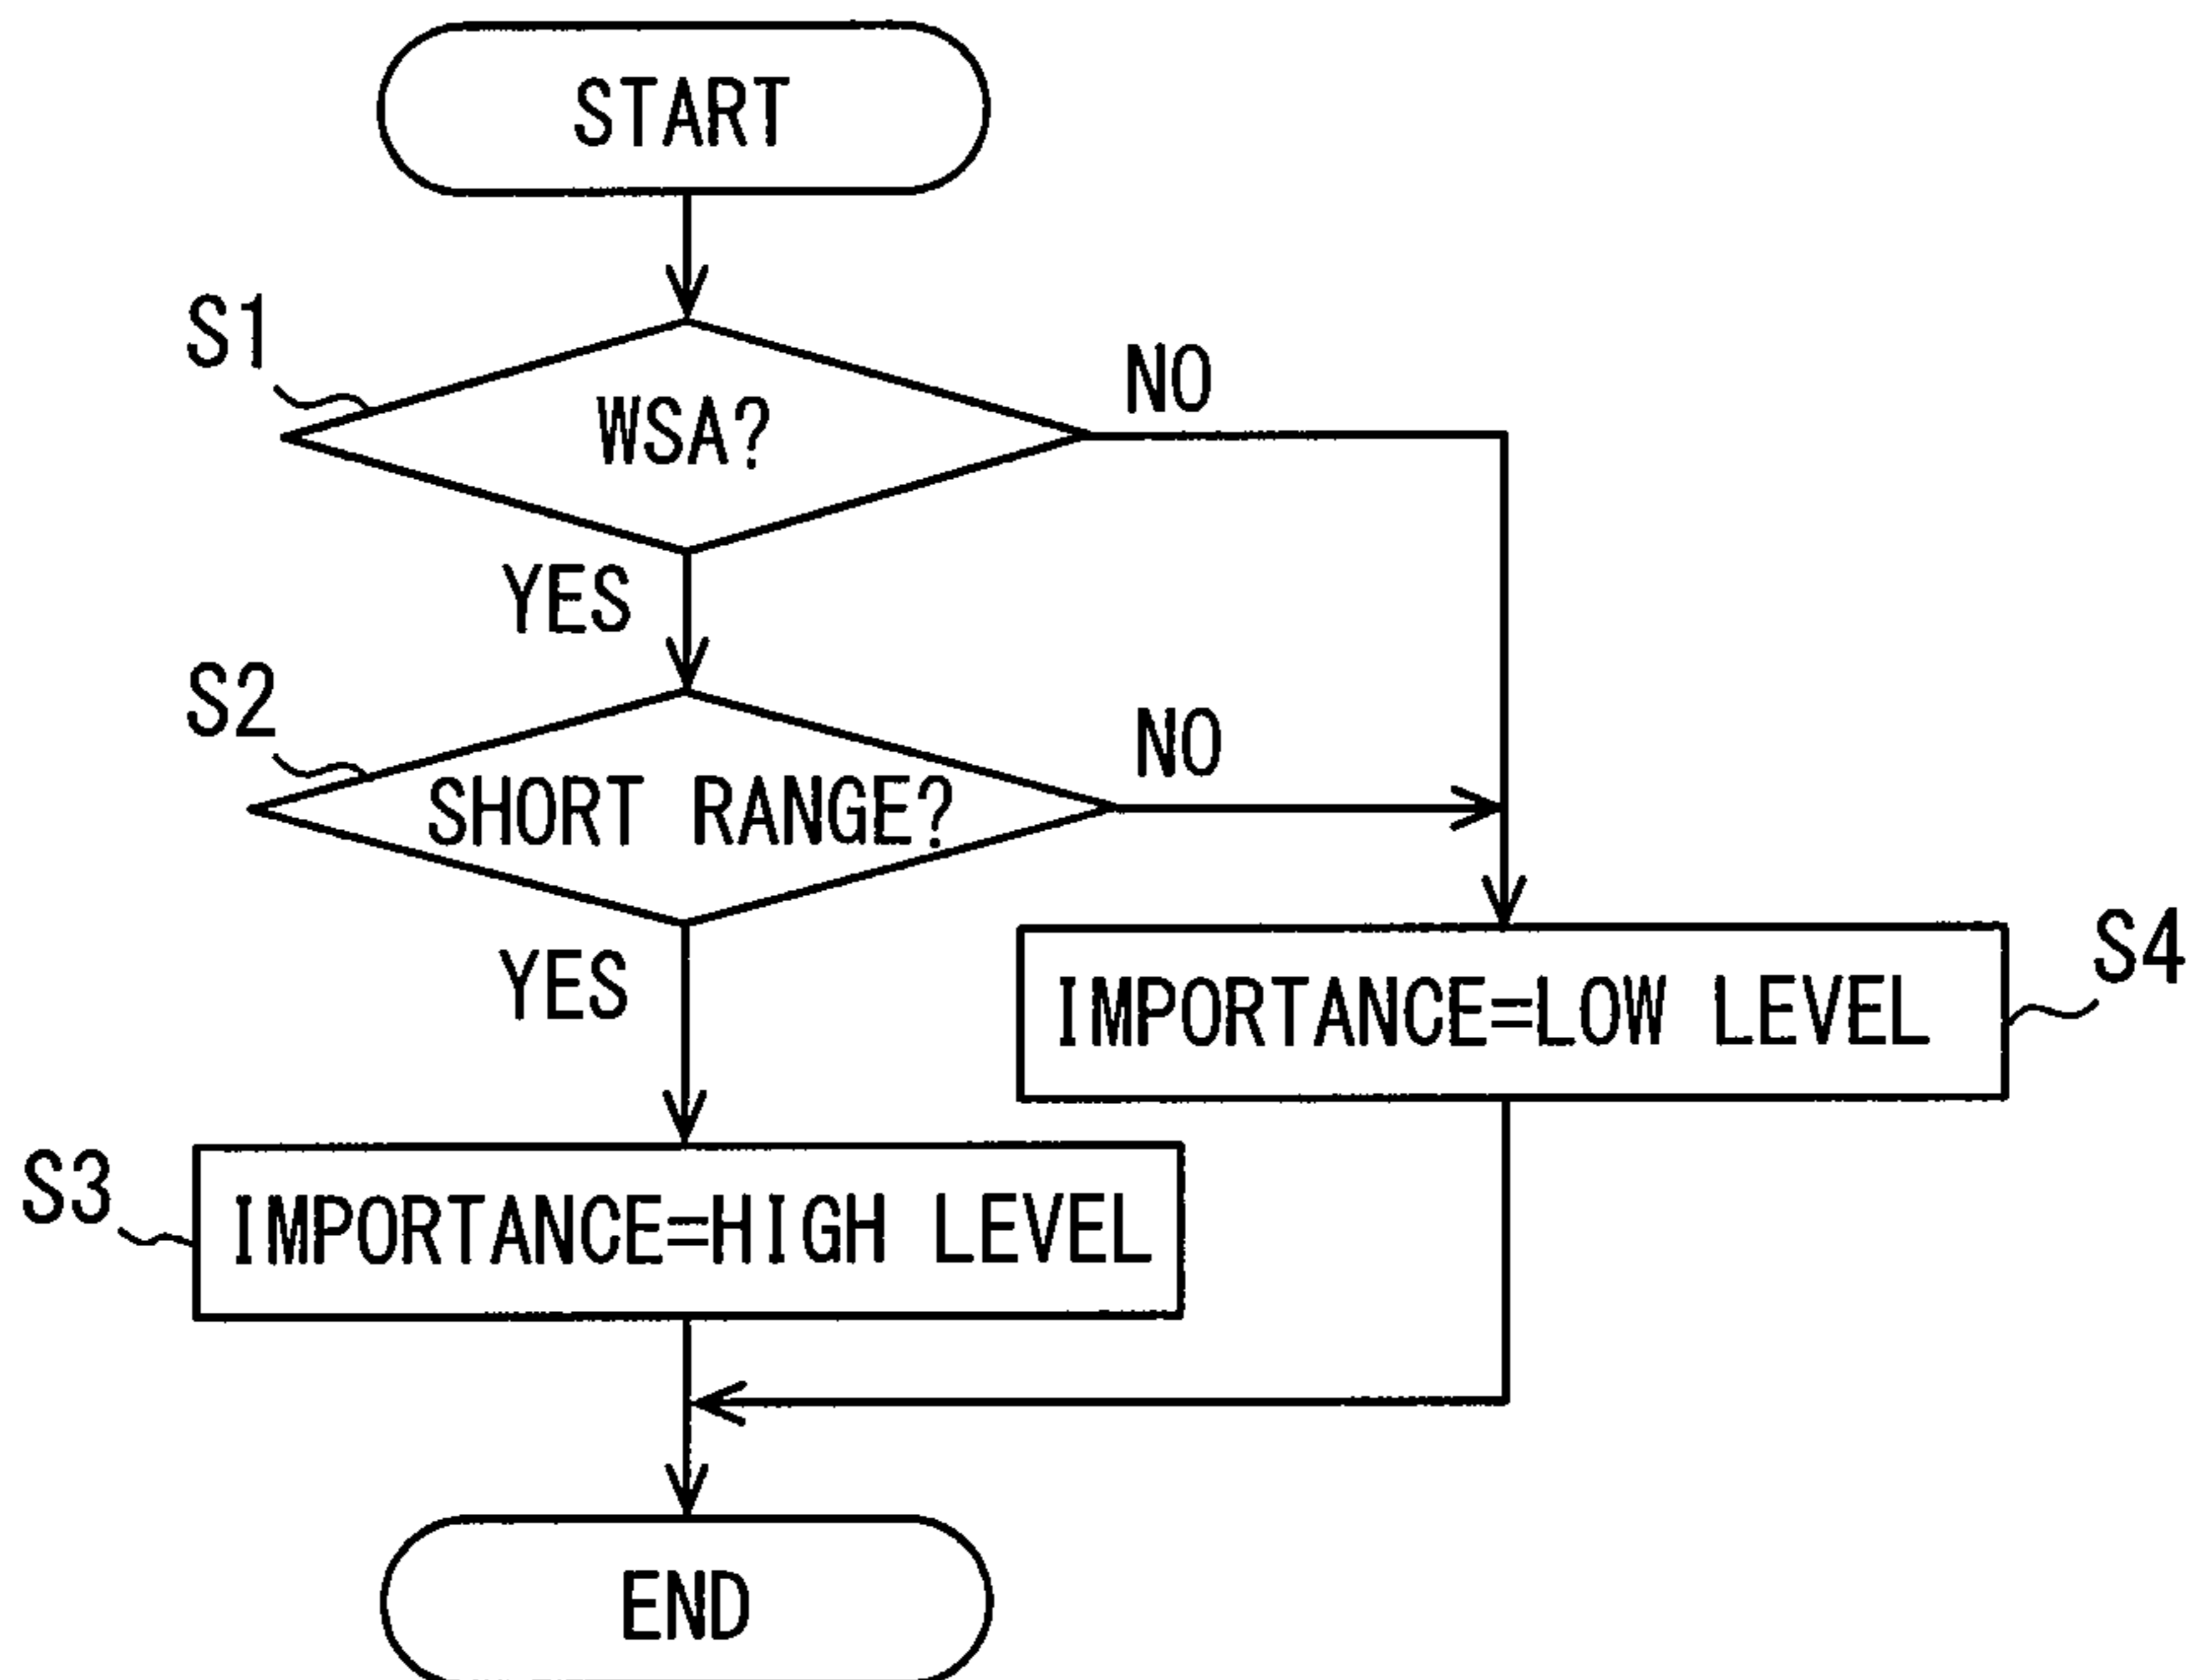 START
S1
WSA?
NO
YES
S2
SHORT RANGE?
NO
YES
IMPORTANCE=LOW LEVEL
S4
S3
IMPORTANCE=HIGH LEVEL
END